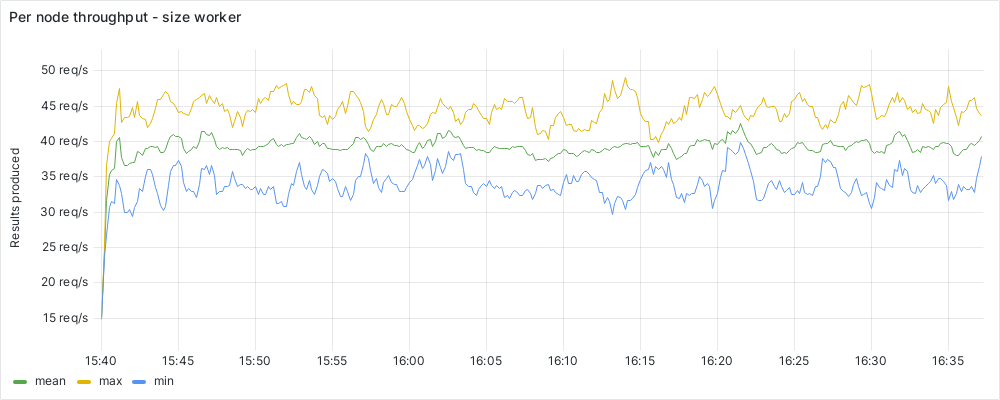 Per node throughput - size worker
Results produced
50 req/s
45 req/s
40 req/s
35 req/s
30 req/s
25 req/s
20 req/s
15 req/s
15:40 15:45 15:50 15:55 16:00 16:05 16:10 16:15 16:20 16:25 16:30 16:35
mean max min